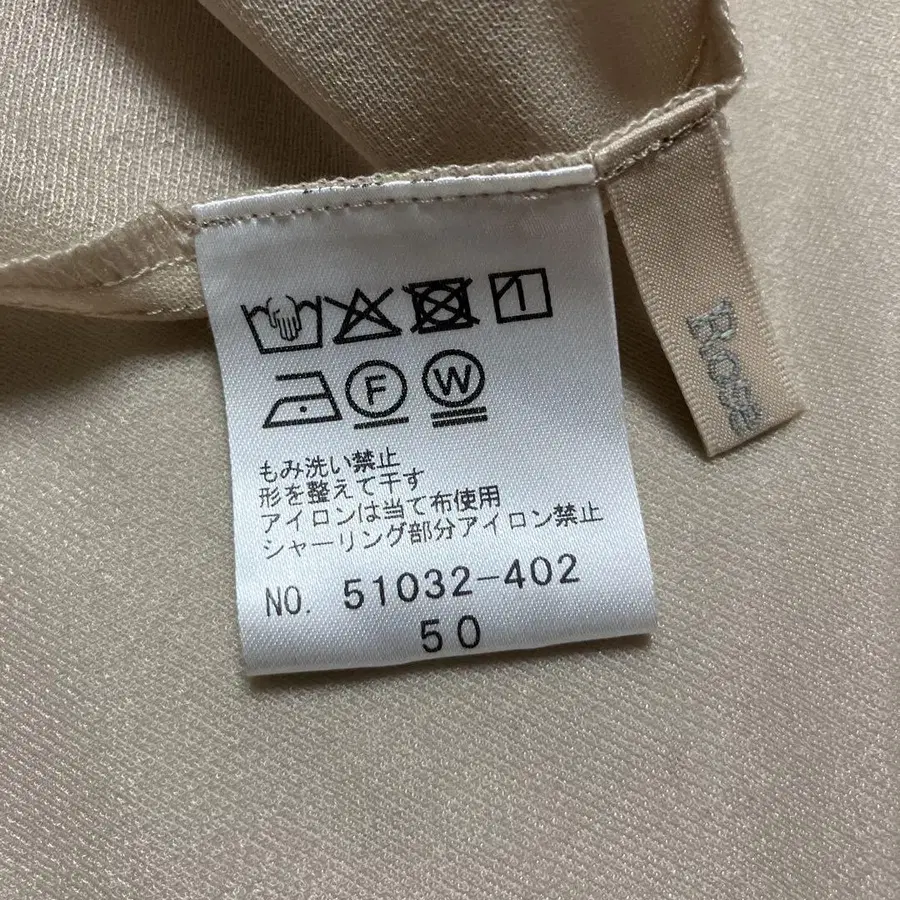 F W
もみ洗い禁止
形を整えて干す
アイロンは当て布使用
シャーリング部分アイロン禁止
NO. 51032-402
50